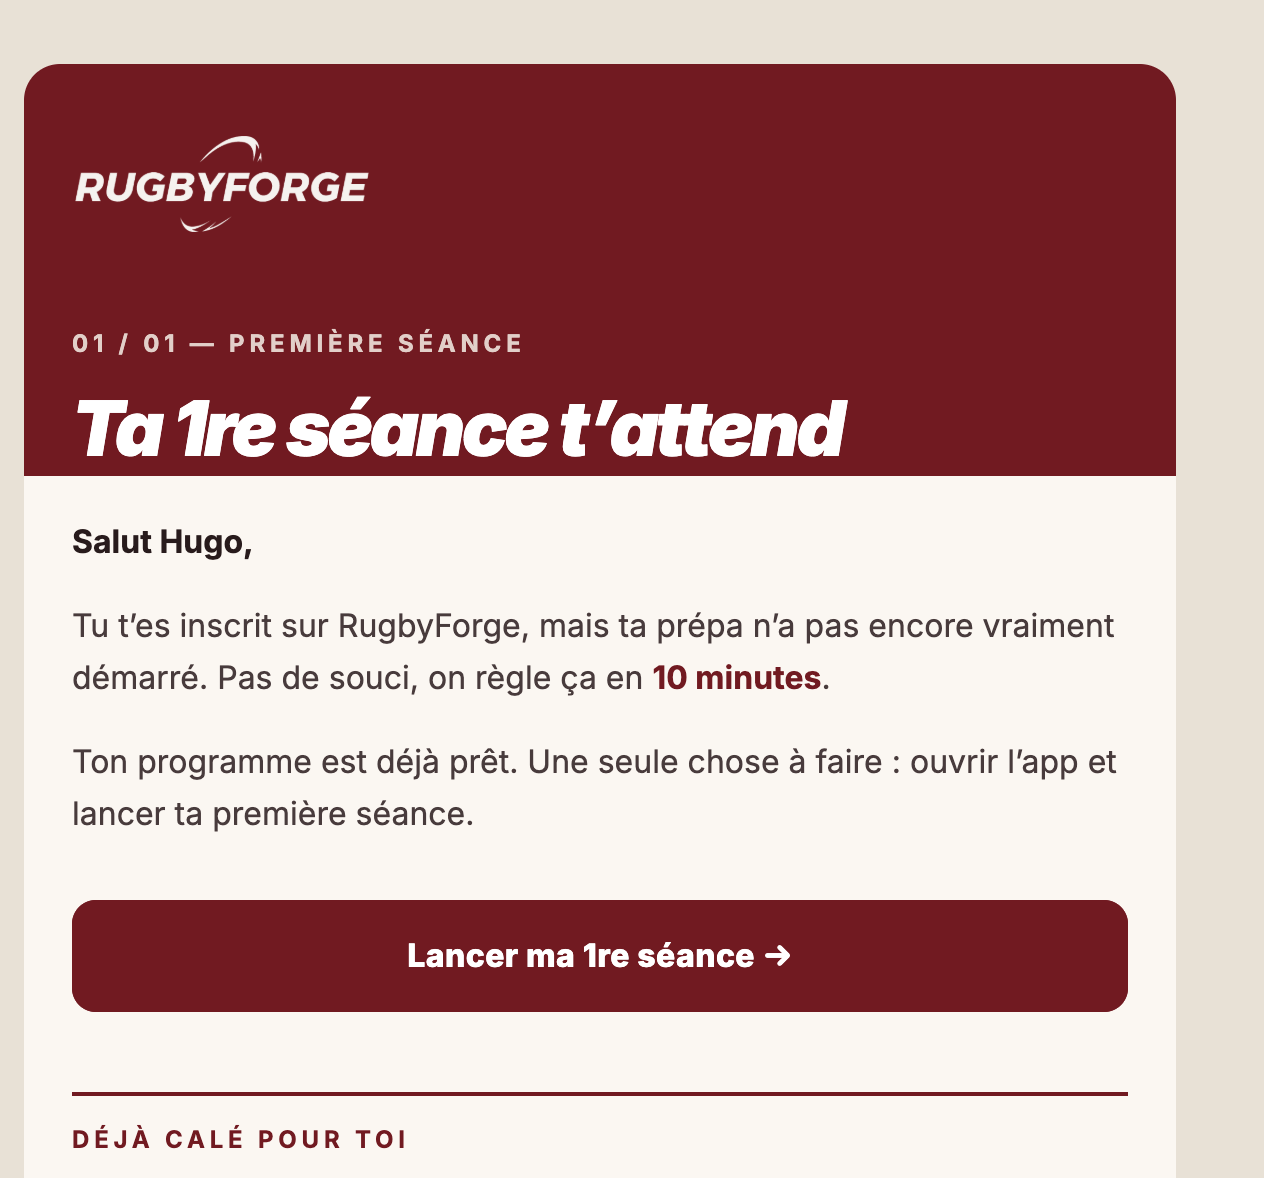 RUGBYFORGE
01 / 01 — PREMIÈRE SÉANCE
Ta 1re séance t’attend
Salut Hugo,
Tu t’es inscrit sur RugbyForge, mais ta prépa n’a pas encore vraiment
démarré. Pas de souci, on règle ça en 10 minutes.
Ton programme est déjà prêt. Une seule chose à faire : ouvrir l’app et
lancer ta première séance.
Lancer ma 1re séance →
DÉJÀ CALÉ POUR TOI